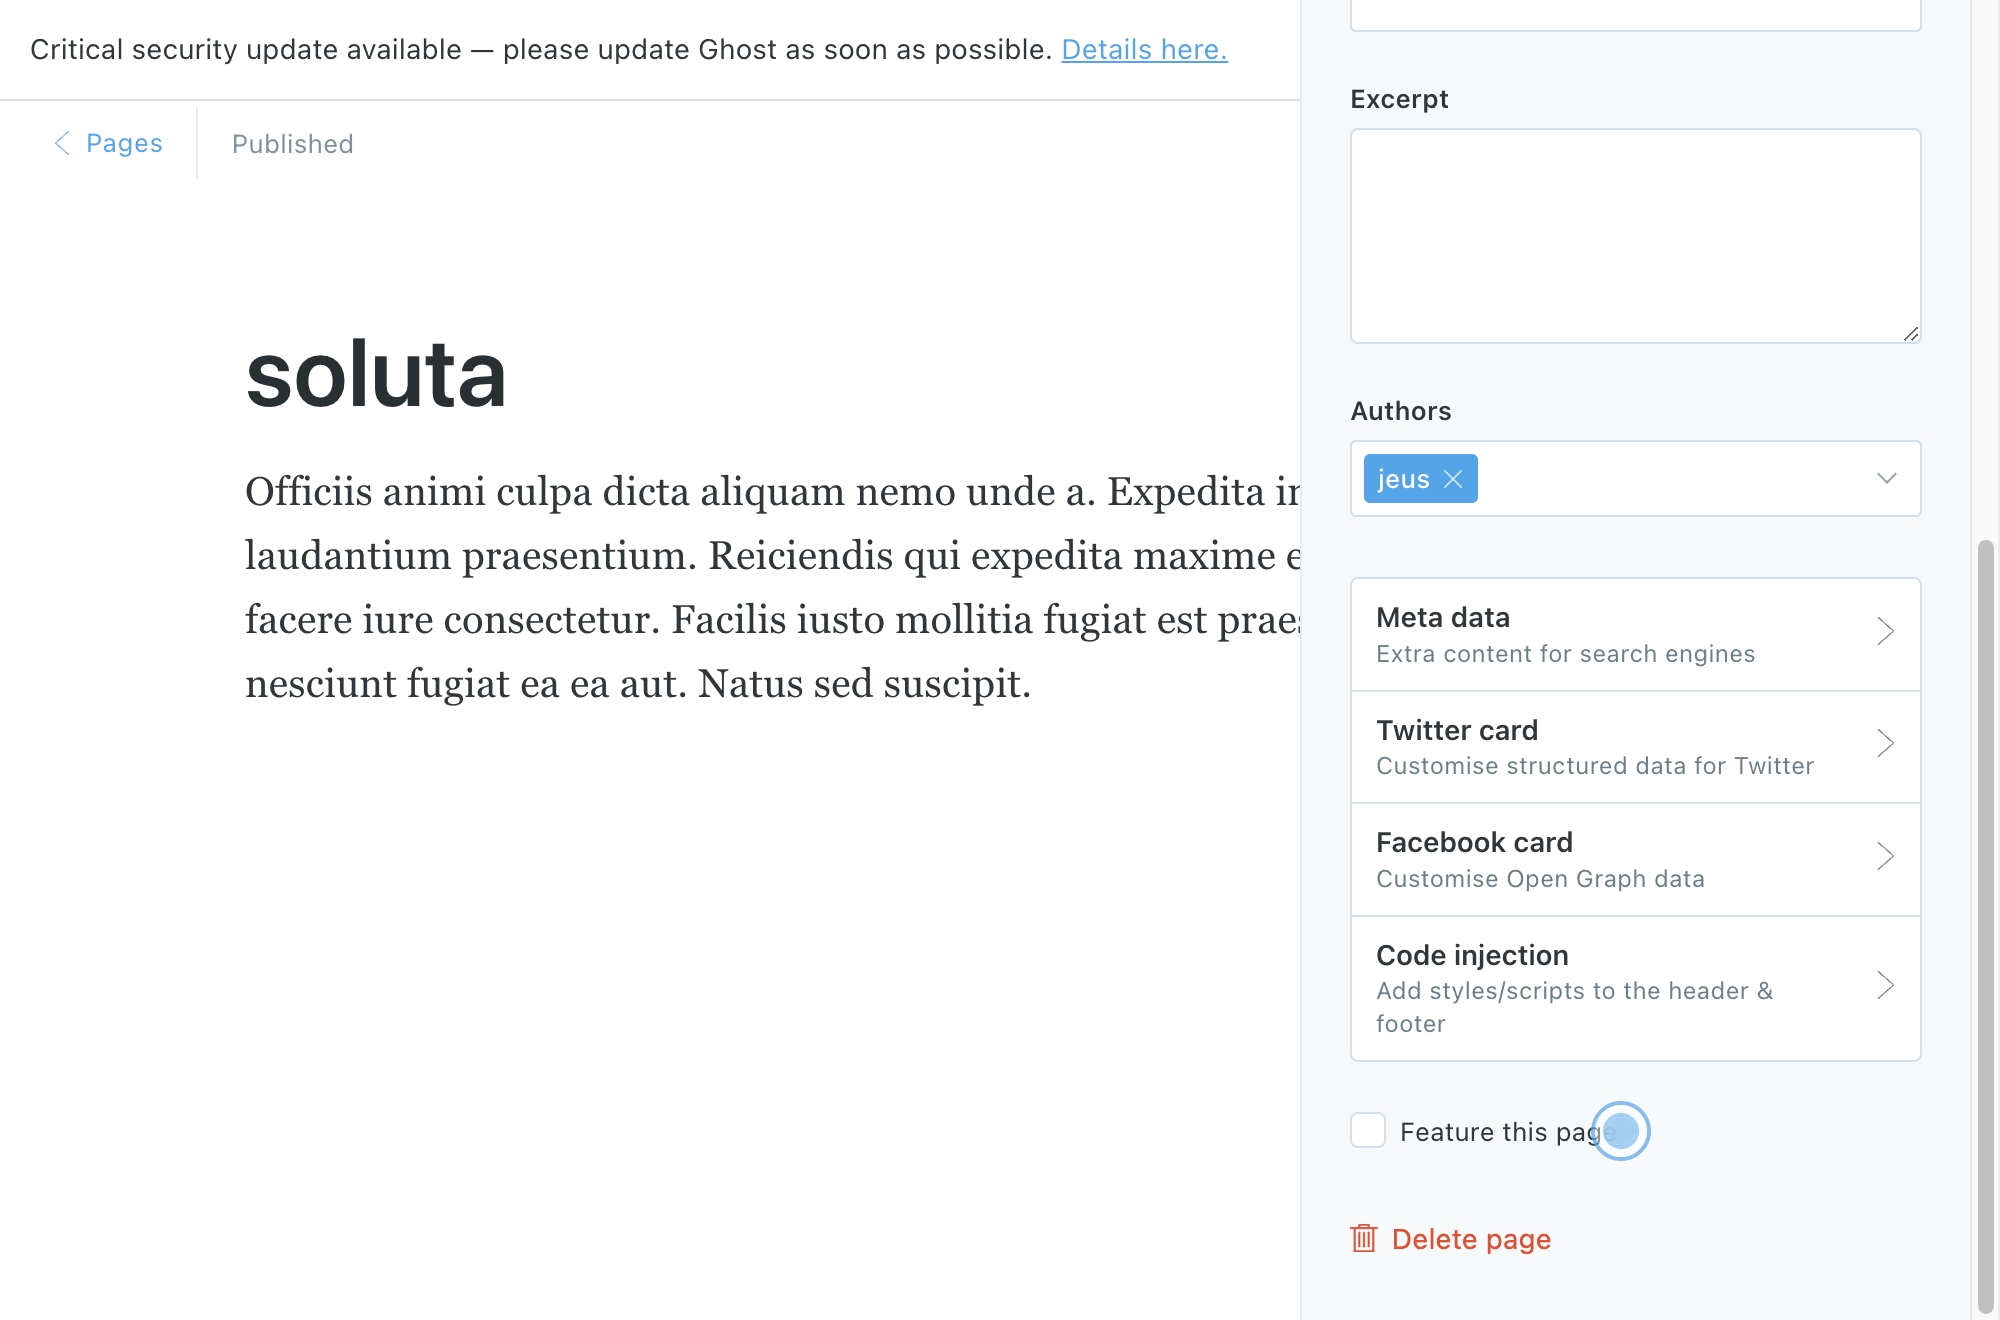 Critical security update available — please update Ghost as soon as possible. Details here.
Pages
Published
soluta
Officiis animi culpa dicta aliquam nemo unde a. Expedita
laudantium praesentium. Reiciendis qui expedita maxime
facere iure consectetur. Facilis iusto mollitia fugiat est
nesciunt fugiat ea ea aut. Natus sed suscipit.
Excerpt
Authors
jeus
Meta data
Extra content for search engines
Twitter card
Customise structured data for Twitter
Facebook card
Customise Open Graph data
Code injection
Add styles/scripts to the header &
footer
Feature this page
Delete page